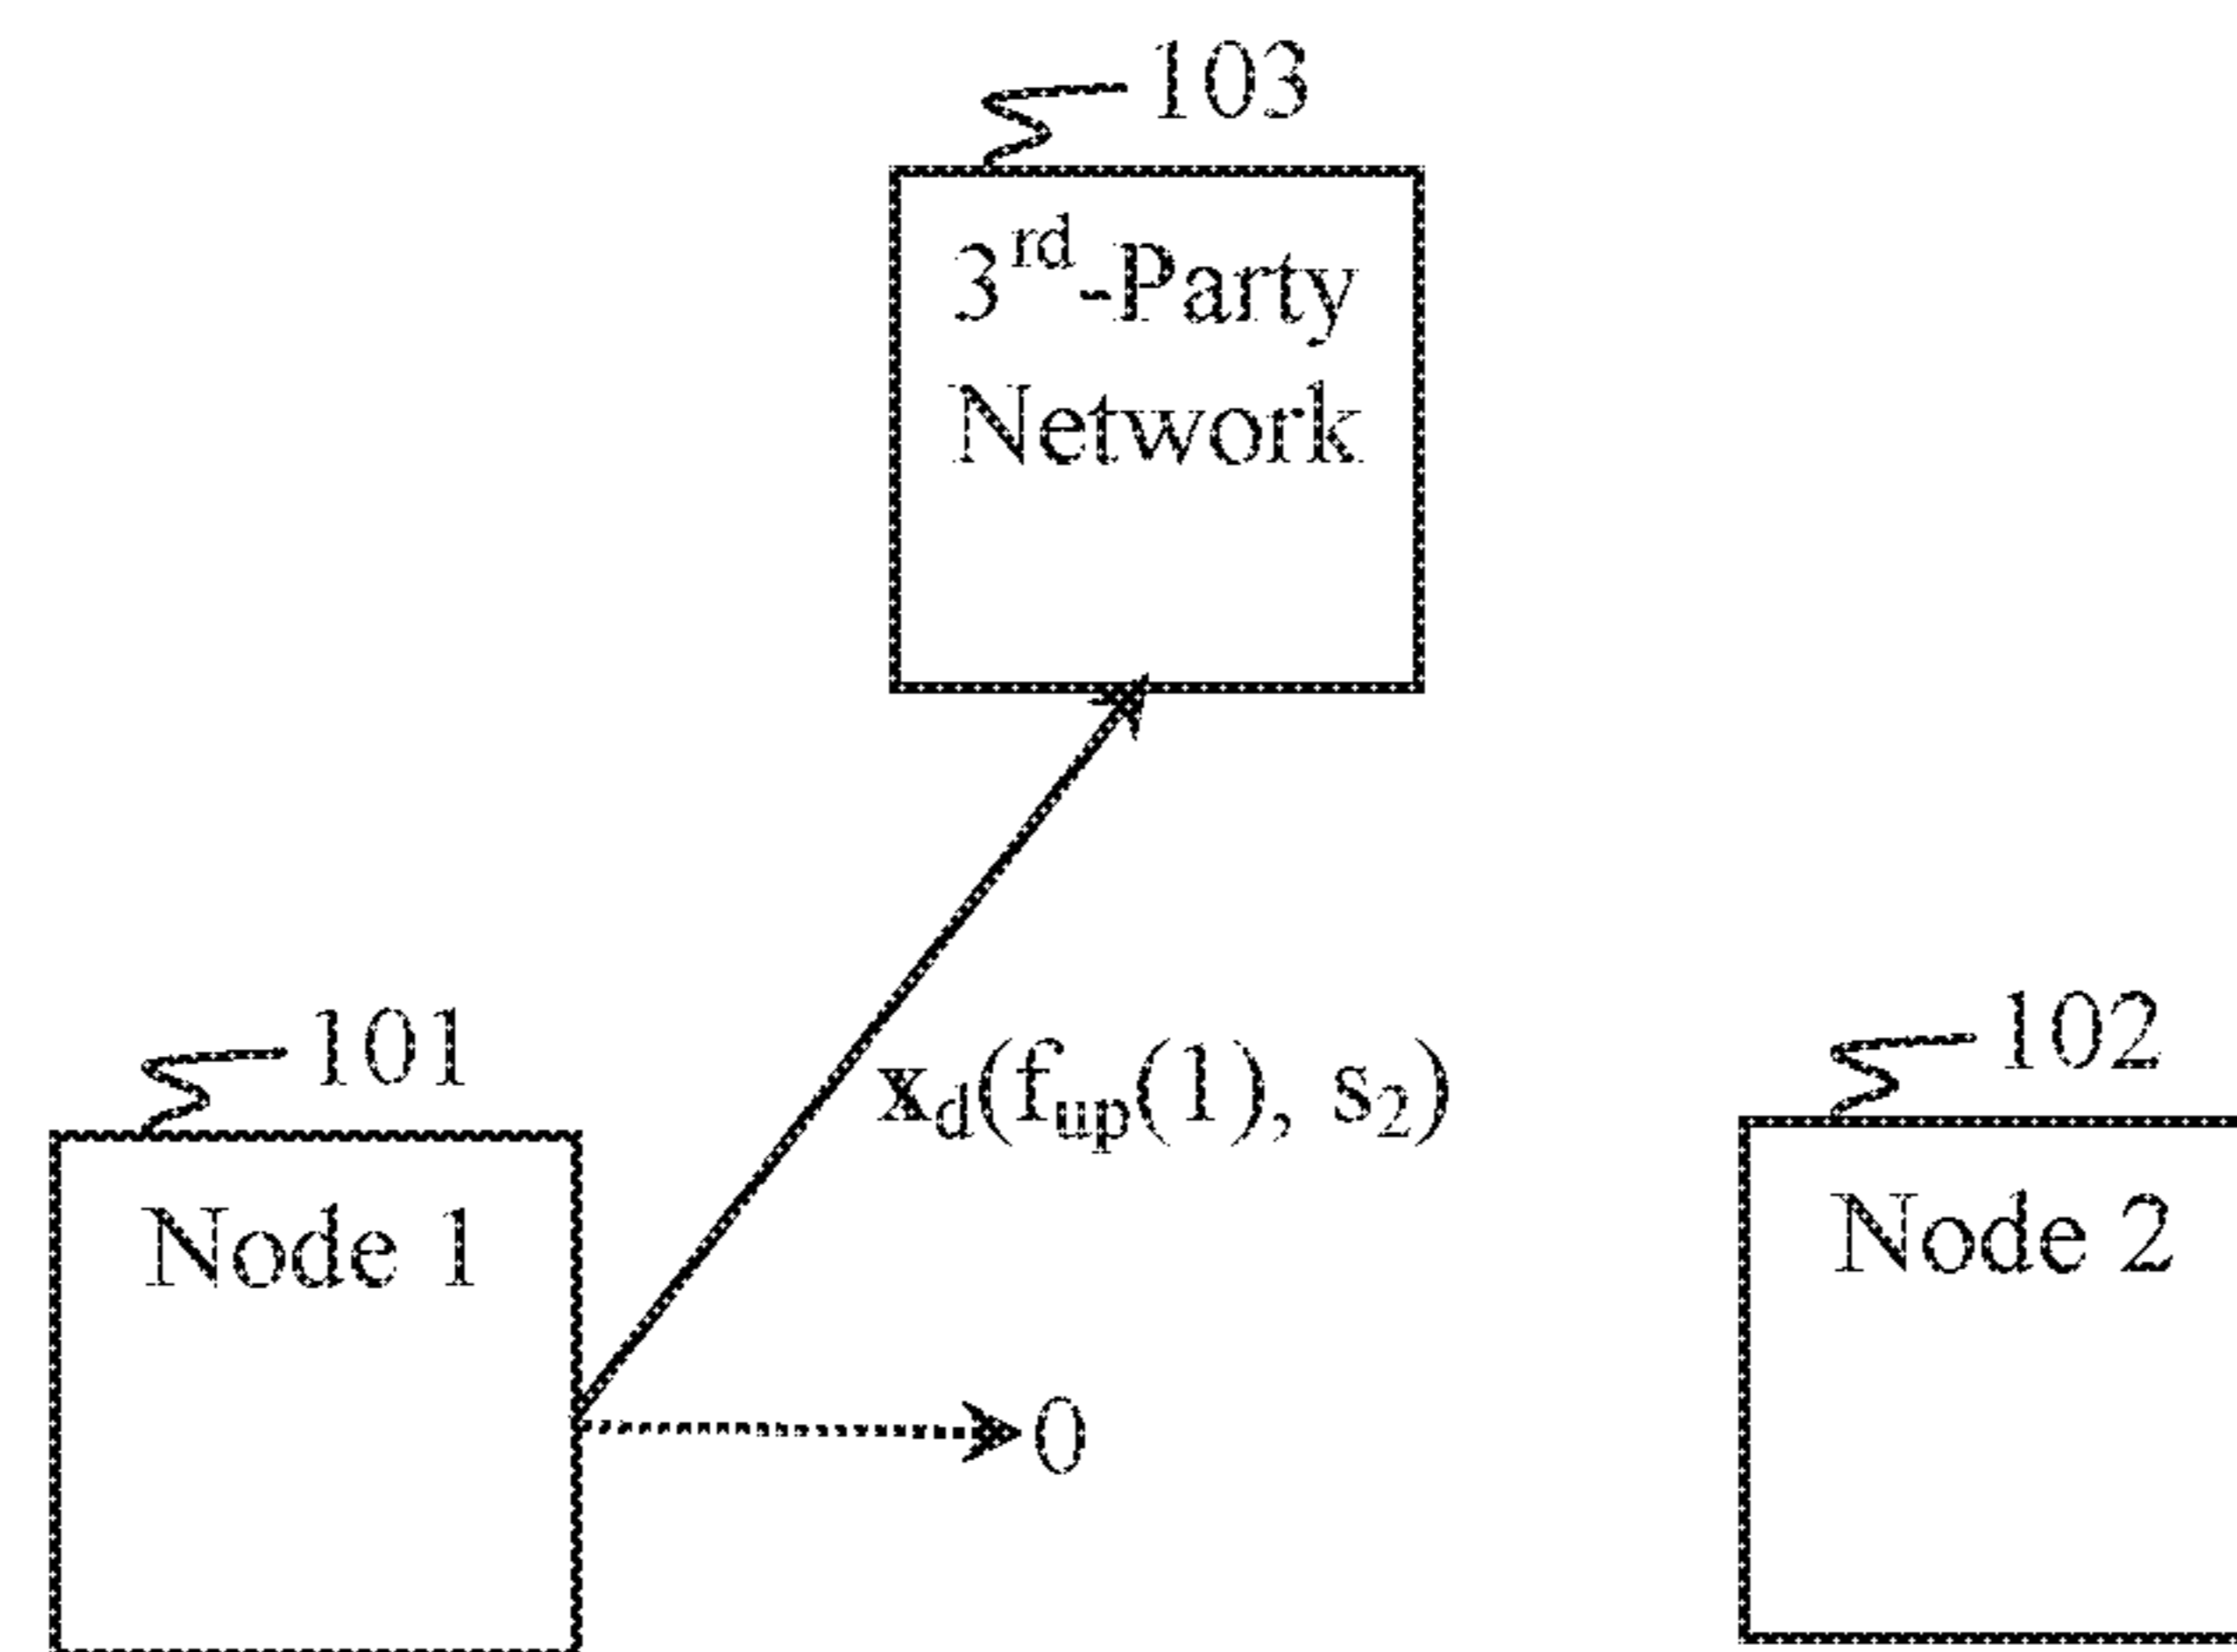 103
3rd-Party
Network
101
102
xd(fup(1), s2)
Node 1
Node 2
0